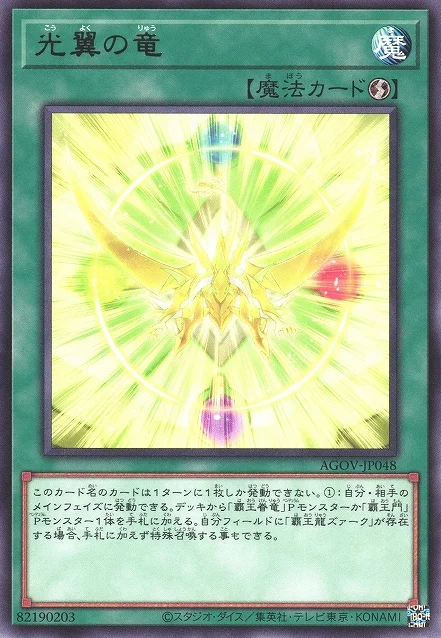 光翼の竜
魔
【魔法カード】
AGOV-JP048
このカード名のカードは1ターンに1枚しか発動できない。①:自分・相手の
メインフェイズに発動できる。デッキから「覇王眷竜」Pモンスターか「覇王門」
Pモンスター1体を手札に加える。自分フィールドに「覇王龍ズァーク」が存在
する場合、手札に加えず特殊召喚する事もできる。
82190203
©スタジオ・ダイス/集英社・テレビ東京・KONAMI